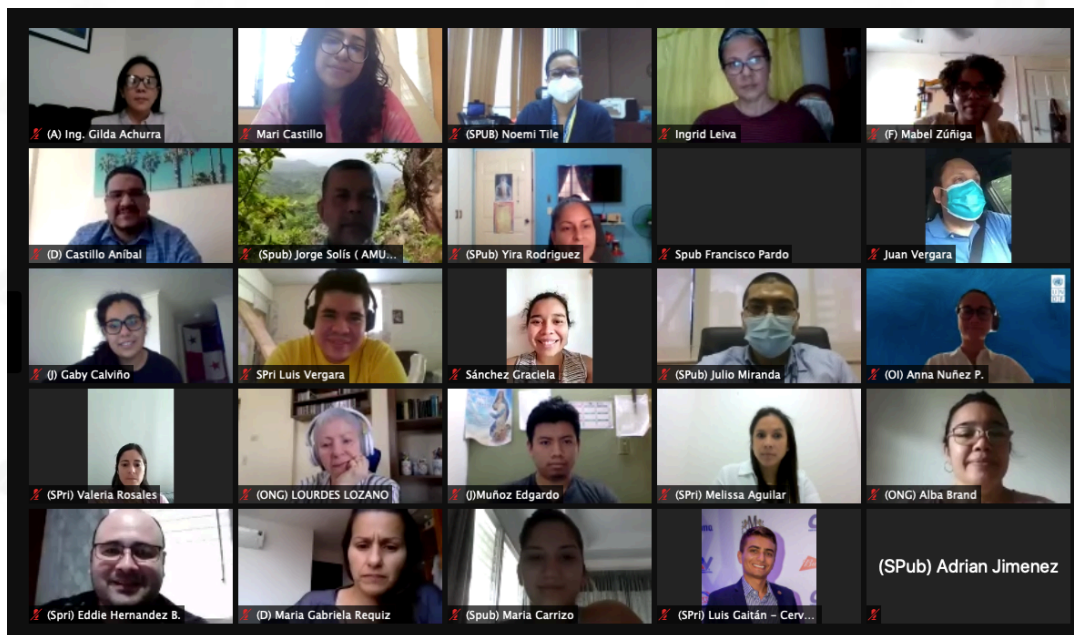 (A) Ing. Gilda Achurra
Mari Castillo
(SPUB) Noemi Tile
Ingrid Leiva
(F) Mabel Zúñiga
(D) Castillo Aníbal
(Spub) Jorge Solís ( AMU...
(SPub) Yira Rodriguez
Spub Francisco Pardo
Juan Vergara
(J) Gaby Calviño
SPri Luis Vergara
Sánchez Graciela
(SPub) Julio Miranda
(OI) Anna Nuñez P.
(SPri) Valeria Rosales
(ONG) LOURDES LOZANO
(J)Muñoz Edgardo
(SPri) Melissa Aguilar
(ONG) Alba Brand
(Spri) Eddie Hernandez B.
(D) Maria Gabriela Requiz
(Spub) Maria Carrizo
(SPri) Luis Gaitán – Cerv...
(SPub) Adrian Jimenez